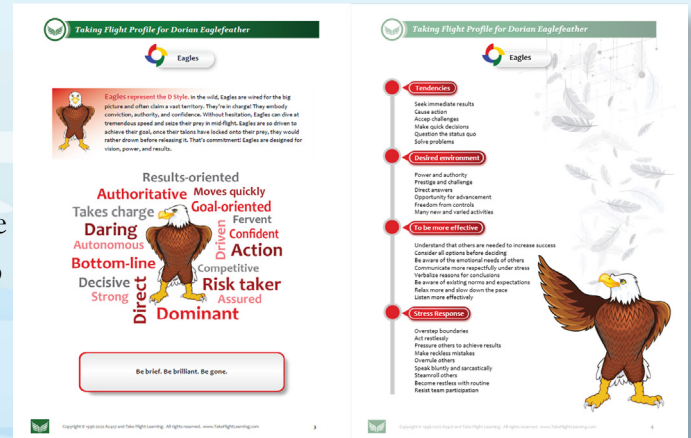 Taking Flight Profile for Dorian Eaglefeather
Eagles
Eagles represent the D Style. In the wild, Eagles are wired for the big
picture and often claim a vast territory. They're in charge! They embody
conviction, authority, and confidence. Without hesitation, Eagles can dive at
tremendous speed and seize their prey in mid-flight. Eagles are so driven to
achieve their goal, once their talons have locked onto their prey, they would
rather drown before releasing it. That's commitment! Eagles are designed for
vision, power, and results.
Results-oriented
Authoritative Moves quickly
Takes charge Goal-oriented
Daring Fervent
Driven Confident
Autonomous Action
Bottom-line Competitive
Decisive Risk taker
Strong Direct Assured
Dominant
Be brief. Be brilliant. Be gone.
Taking Flight Profile for Dorian Eaglefeather
Eagles
Tendencies
Seek immediate results
Cause action
Accep challenges
Make quick decisions
Question the status quo
Solve problems
Desired environment
Power and authority
Prestige and challenge
Direct answers
Opportunity for advancement
Freedom from controls
Many new and varied activities
To be more effective
Understand that others are needed to increase success
Consider all options before deciding
Be aware of the emotional needs of others
Communicate more respectfully under stress
Verbalize reasons for conclusions
Be aware of existing norms and expectations
Relax more and slow down the pace
Listen more effectively
Stress Response
Overstep boundaries
Act restlessly
Pressure others to achieve results
Make reckless mistakes
Overrule others
Speak bluntly and sarcastically
Steamroll others
Become restless with routine
Resist team participation